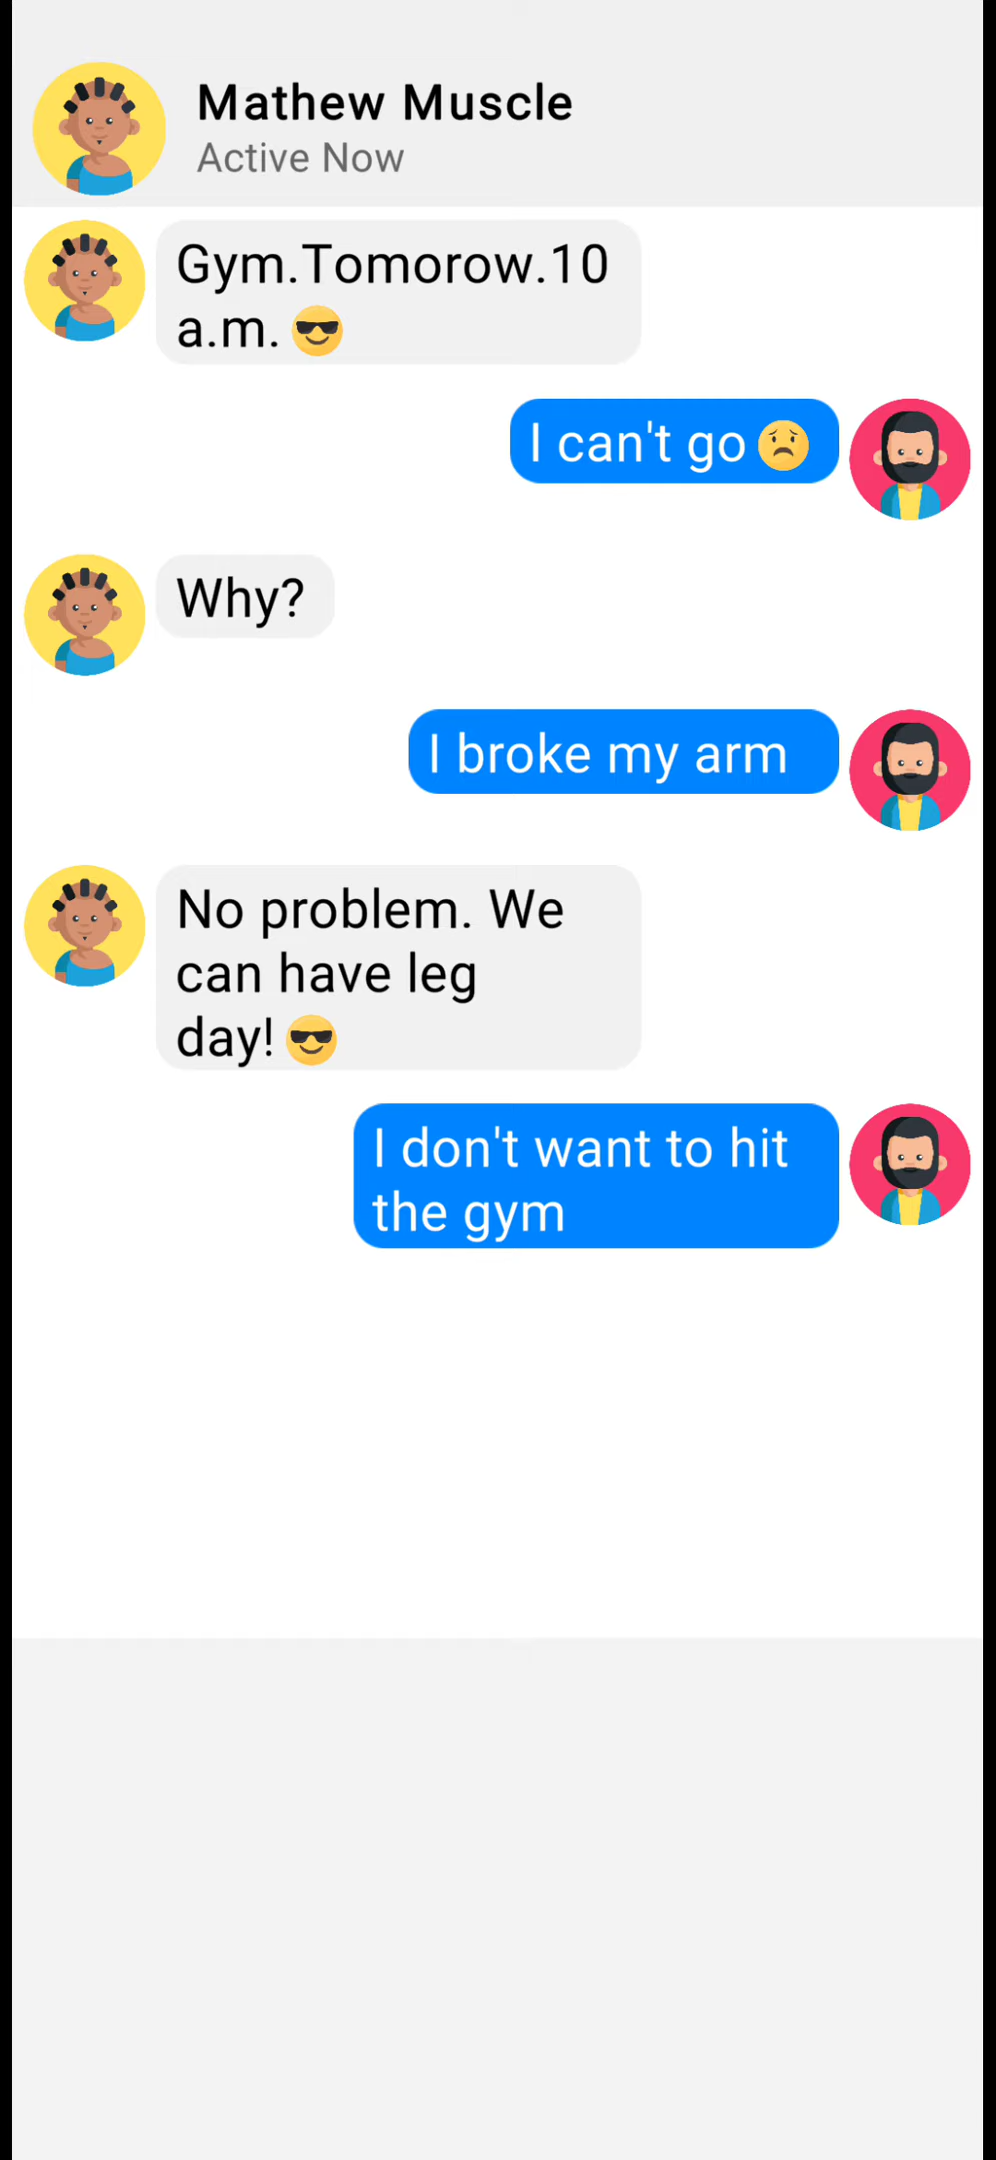 Mathew Muscle
Active Now
Gym.Tomorow.10
a.m. 😎
I can't go 😟
Why?
I broke my arm
No problem. We
can have leg
day! 😎
I don't want to hit
the gym